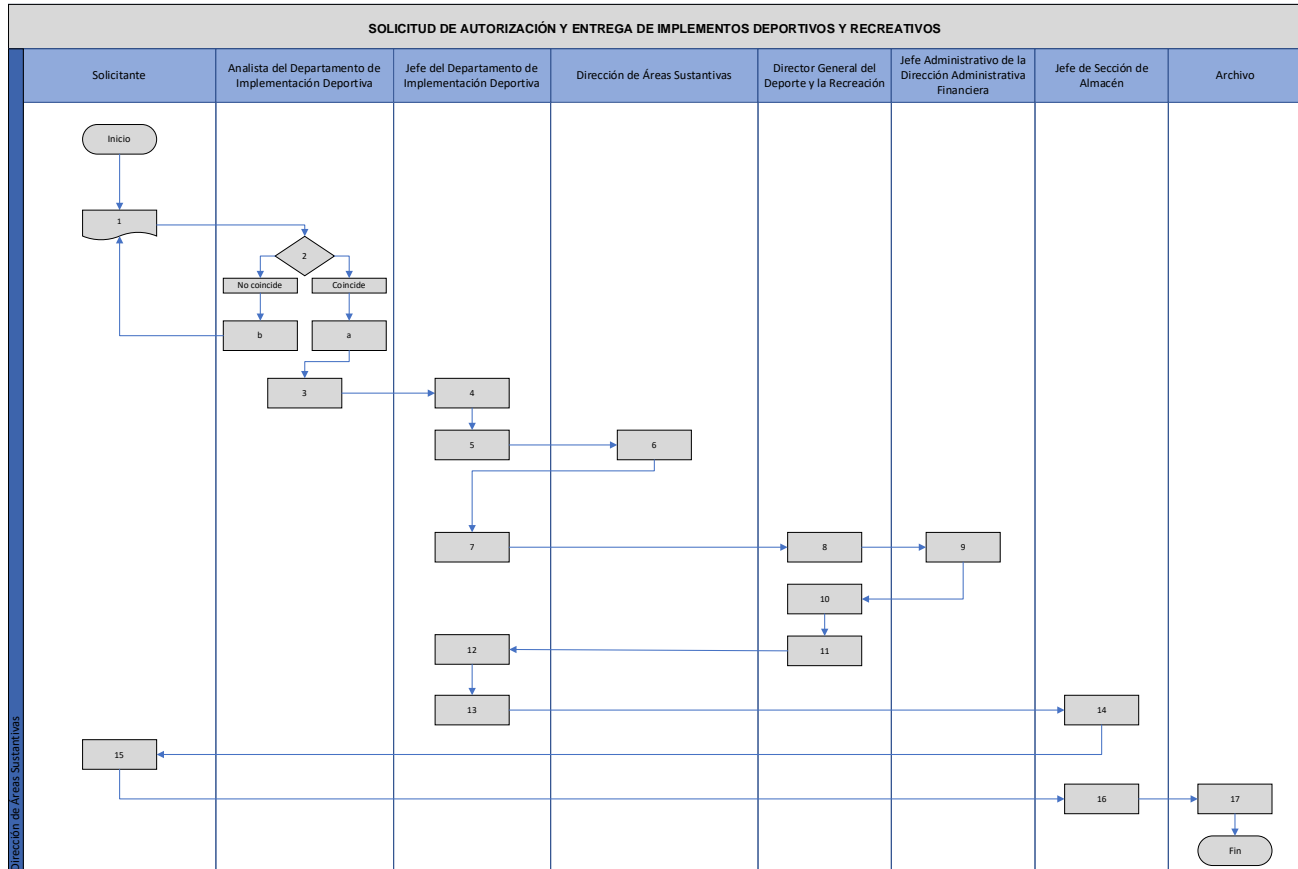 SOLICITUD DE AUTORIZACIÓN Y ENTREGA DE IMPLEMENTOS DEPORTIVOS Y RECREATIVOS
Solicitante
Analista del Departamento de
Implementación Deportiva
Jefe del Departamento de
Implementación Deportiva
Dirección de Áreas Sustantivas
Director General del
Deporte y la Recreación
Jefe Administrativo de la
Dirección Administrativa
Financiera
Jefe de Sección de
Almacén
Archivo
Dirección de Áreas Sustantivas
Inicio
1
2
No coincide
Coincide
b
a
3
4
5
6
7
8
9
10
11
12
13
14
15
16
17
Fin